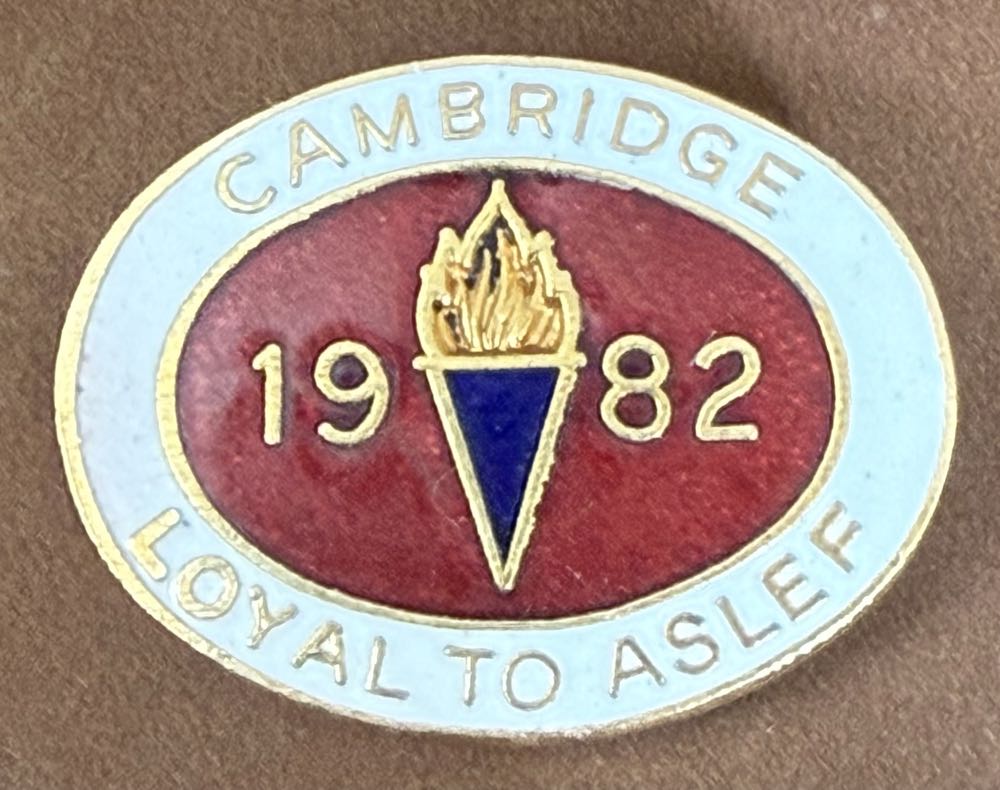 CAMBRIDGE
1982
LOYAL TO ASLEF